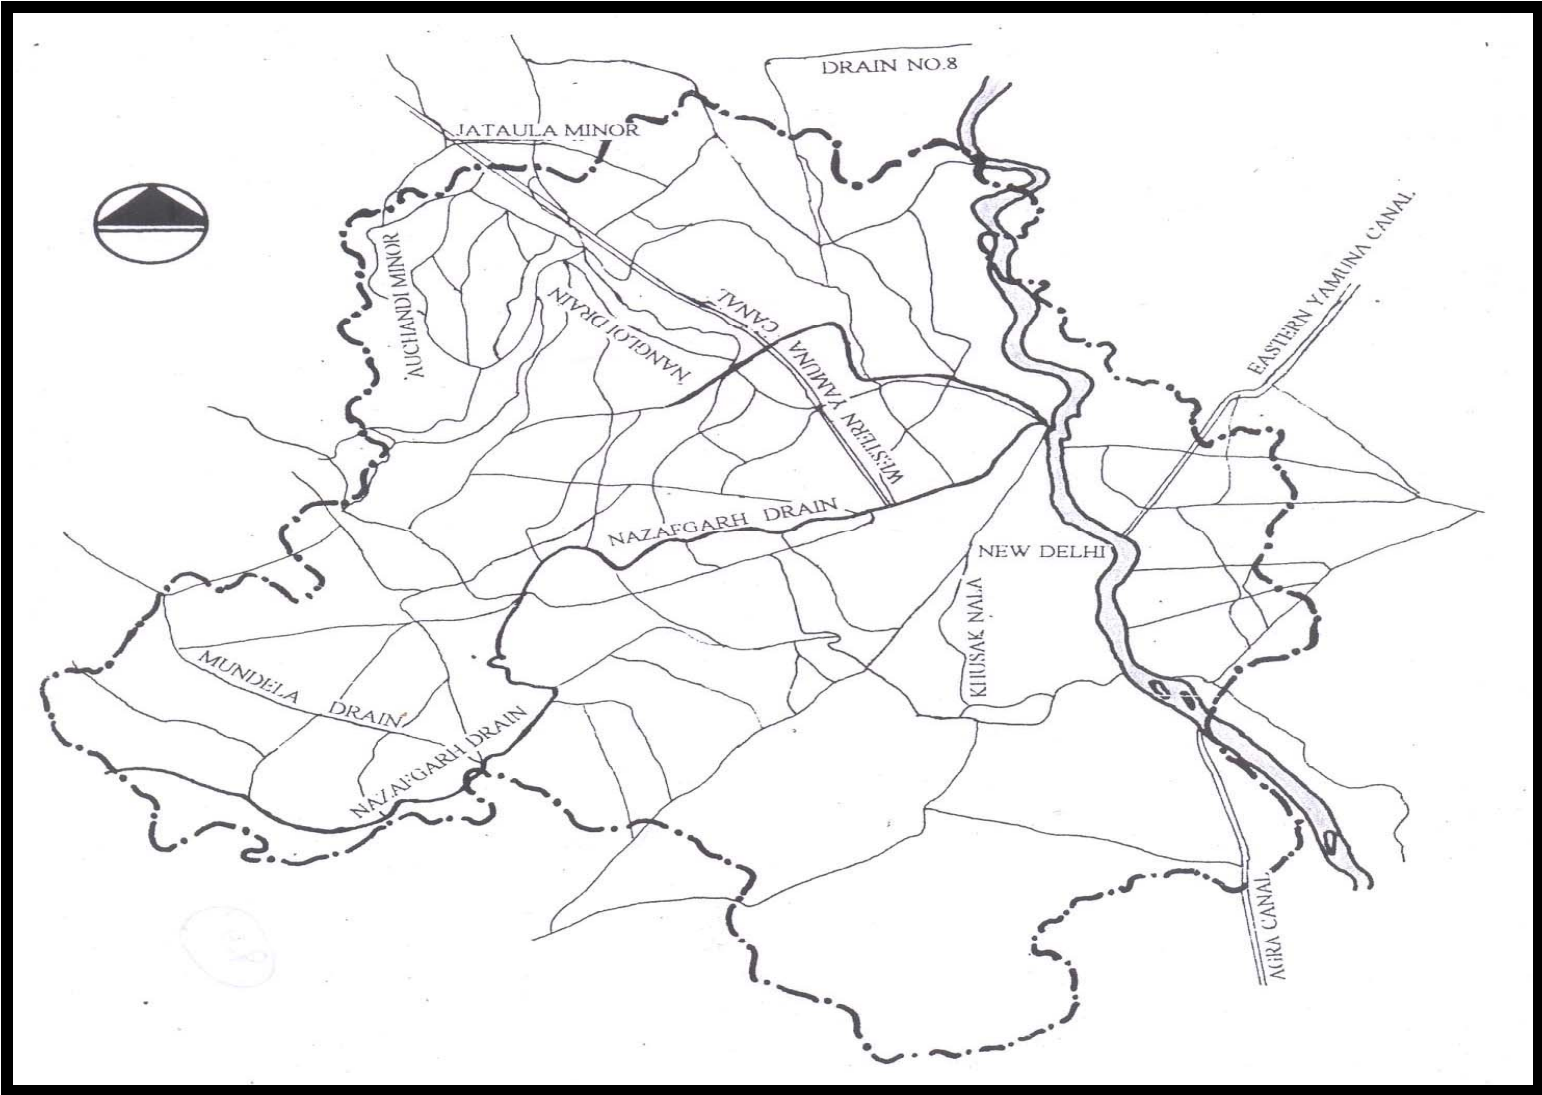 DRAIN NO.8
JATAULA MINOR
AUCHANDI MINOR
NANGLOI DRAIN
WESTERN YAMUNA CANAL
EASTERN YAMUNA CANAL
NAZAFGARH DRAIN
NEW DELHI
KHUSAK NALA
MUNDELA DRAIN
NAZAFGARH DRAIN
AGRA CANAL